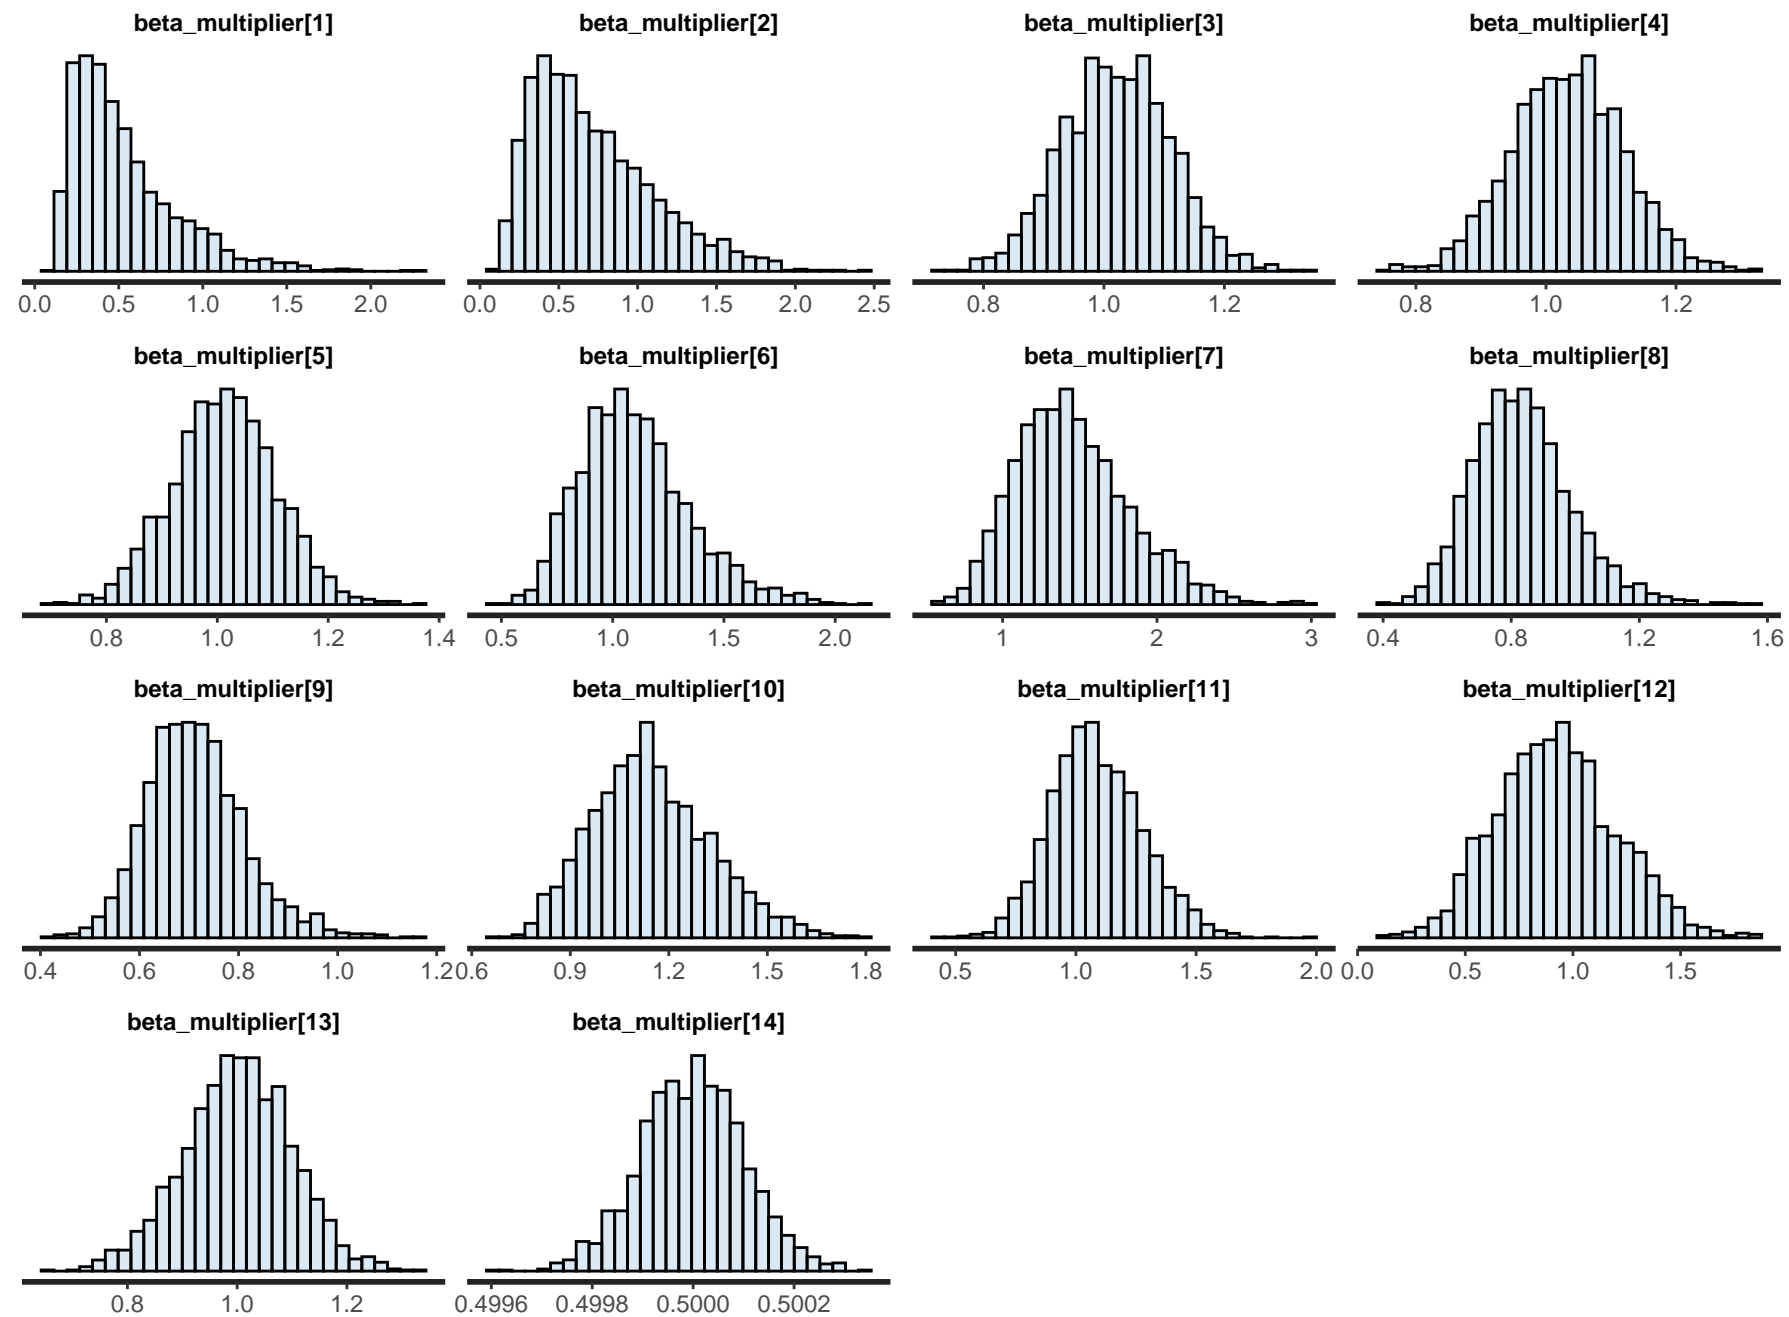 beta_multiplier[1] beta_multiplier[2] beta_multiplier[3] beta_multiplier[4]
0.0 0.5 1.0 1.5 2.0 0.0 0.5 1.0 1.5 2.0 2.5 0.8 1.0 1.2 0.8 1.0 1.2
beta_multiplier[5] beta_multiplier[6] beta_multiplier[7] beta_multiplier[8]
0.8 1.0 1.2 1.4 0.5 1.0 1.5 2.0 1 2 3 0.4 0.8 1.2 1.6
beta_multiplier[9] beta_multiplier[10] beta_multiplier[11] beta_multiplier[12]
0.4 0.6 0.8 1.0 1.2 0.6 0.9 1.2 1.5 1.8 0.5 1.0 1.5 2.0 0.0 0.5 1.0 1.5
beta_multiplier[13] beta_multiplier[14]
0.8 1.0 1.2 0.4996 0.4998 0.5000 0.5002